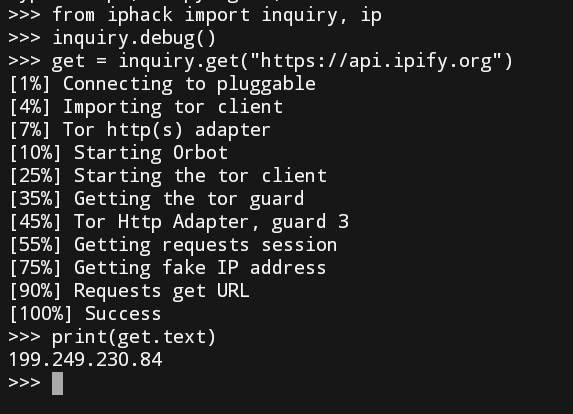 >>> from iphack import inquiry, ip
>>> inquiry.debug()
>>> get = inquiry.get("https://api.ipify.org")
[1%] Connecting to pluggable
[4%] Importing tor client
[7%] Tor http(s) adapter
[10%] Starting Orbot
[25%] Starting the tor client
[35%] Getting the tor guard
[45%] Tor Http Adapter, guard 3
[55%] Getting requests session
[75%] Getting fake IP address
[90%] Requests get URL
[100%] Success
>>> print(get.text)
199.249.230.84
>>>